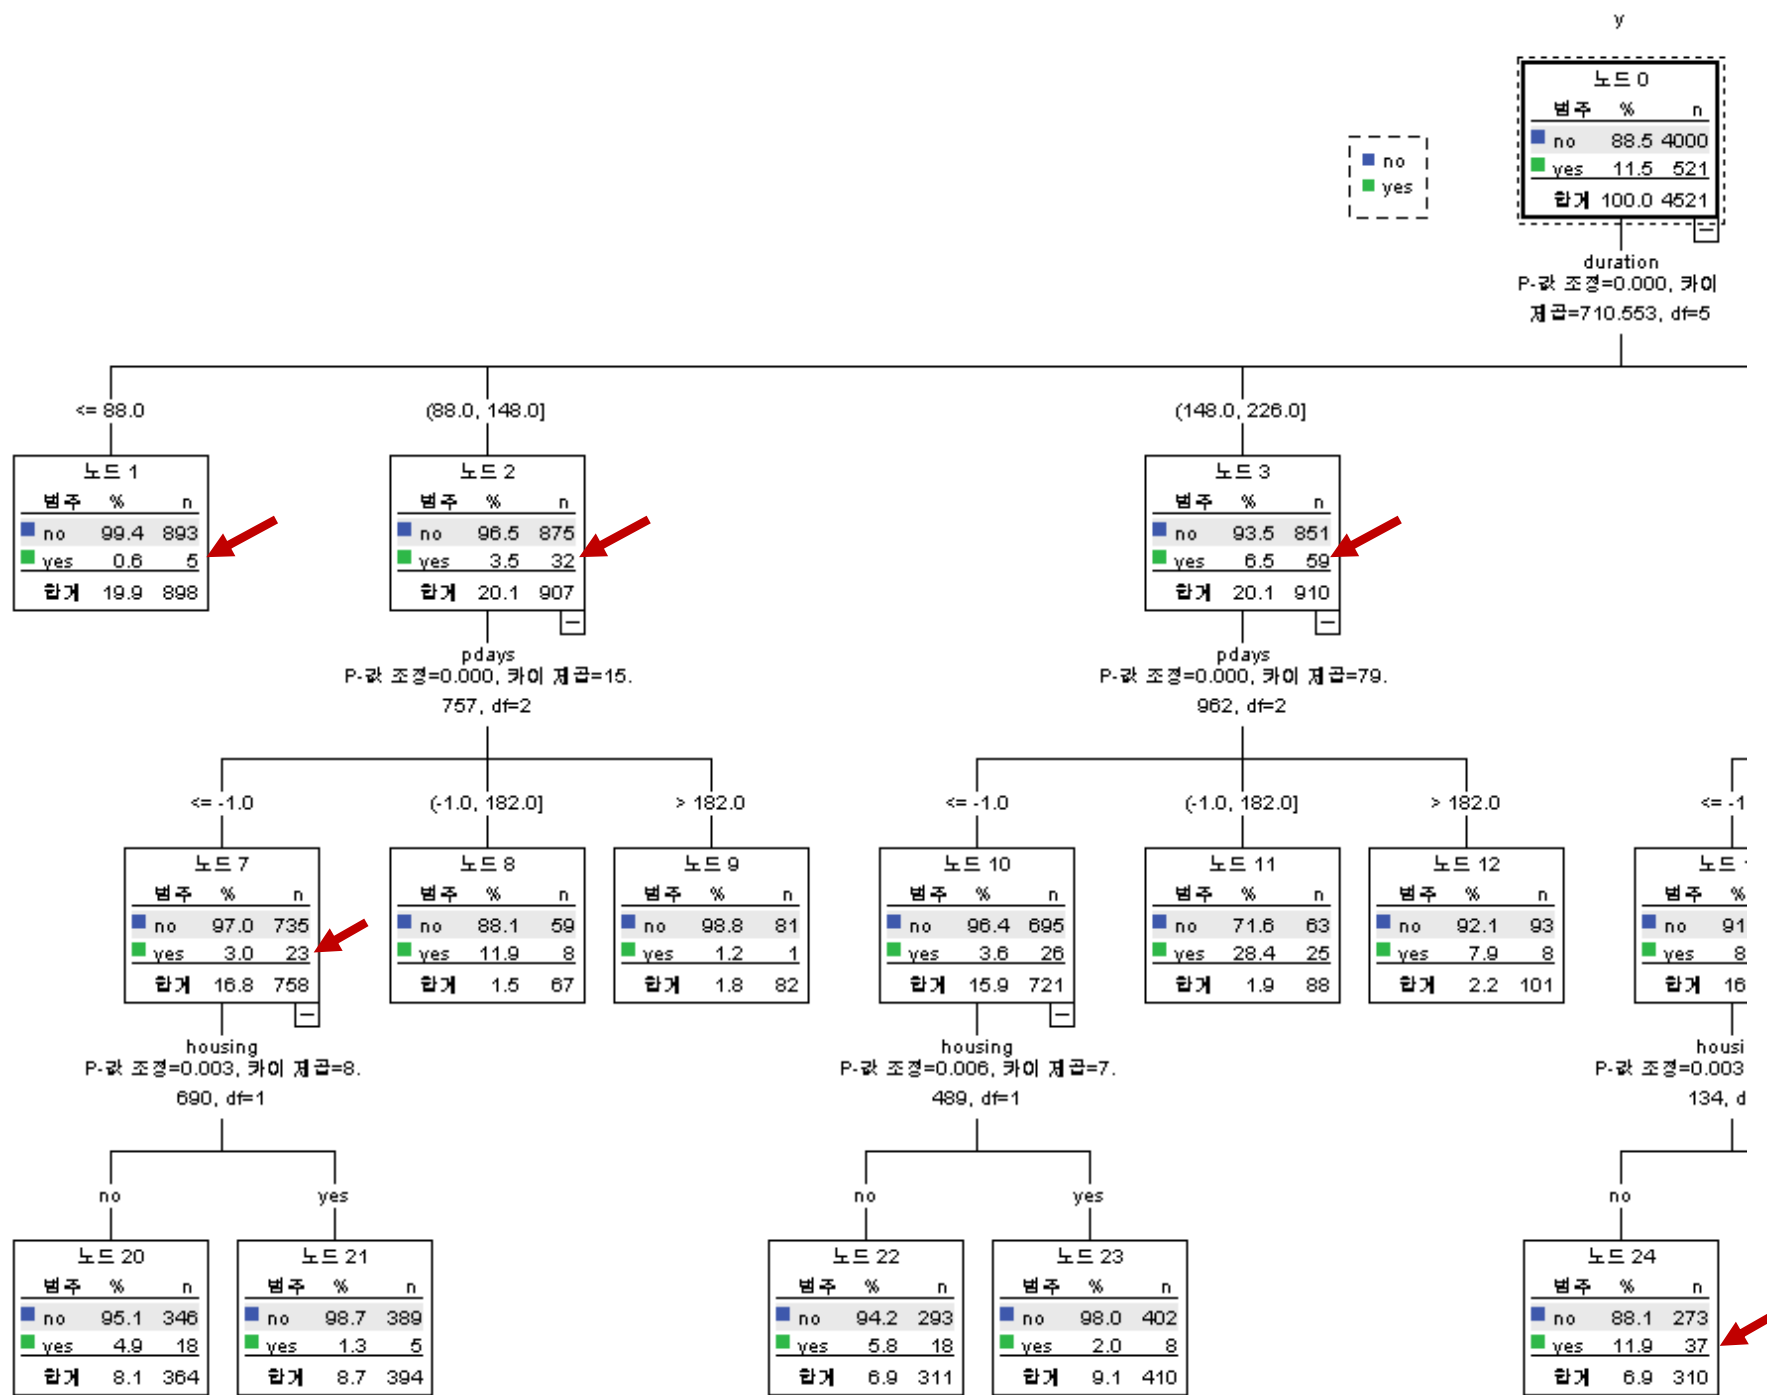 y
노드 0
범주 % n
no 88.5 4000
yes 11.5 521
합계 100.0 4521
no
yes
duration
P-값 조정=0.000, 카이
제곱=710.553, df=5
<= 88.0
(88.0, 148.0]
(148.0, 226.0]
노드 1
범주 % n
no 99.4 893
yes 0.6 5
합계 19.9 898
노드 2
범주 % n
no 96.5 875
yes 3.5 32
합계 20.1 907
노드 3
범주 % n
no 93.5 851
yes 6.5 59
합계 20.1 910
pdays
P-값 조정=0.000, 카이 제곱=15.
757, df=2
pdays
P-값 조정=0.000, 카이 제곱=79.
962, df=2
<= -1.0
(-1.0, 182.0]
> 182.0
<= -1.0
(-1.0, 182.0]
> 182.0
<= -1
노드 7
범주 % n
no 97.0 735
yes 3.0 23
합계 16.8 758
노드 8
범주 % n
no 88.1 59
yes 11.9 8
합계 1.5 67
노드 9
범주 % n
no 98.8 81
yes 1.2 1
합계 1.8 82
노드 10
범주 % n
no 96.4 695
yes 3.6 26
합계 15.9 721
노드 11
범주 % n
no 71.6 63
yes 28.4 25
합계 1.9 88
노드 12
범주 % n
no 92.1 93
yes 7.9 8
합계 2.2 101
노드
범주 %
no 91
yes 8
합계 16
housing
P-값 조정=0.003, 카이 제곱=8.
690, df=1
housing
P-값 조정=0.006, 카이 제곱=7.
489, df=1
housi
P-값 조정=0.003
134, d
no
yes
no
yes
no
노드 20
범주 % n
no 95.1 346
yes 4.9 18
합계 8.1 364
노드 21
범주 % n
no 98.7 389
yes 1.3 5
합계 8.7 394
노드 22
범주 % n
no 94.2 293
yes 5.8 18
합계 6.9 311
노드 23
범주 % n
no 98.0 402
yes 2.0 8
합계 9.1 410
노드 24
범주 % n
no 88.1 273
yes 11.9 37
합계 6.9 310